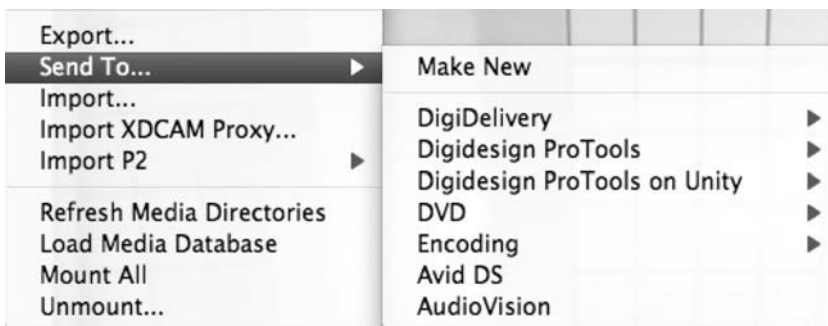 Export...
Send To...
Import...
Import XDCAM Proxy...
Import P2
Refresh Media Directories
Load Media Database
Mount All
Unmount...
Make New
DigiDelivery
Digidesign ProTools
Digidesign ProTools on Unity
DVD
Encoding
Avid DS
AudioVision